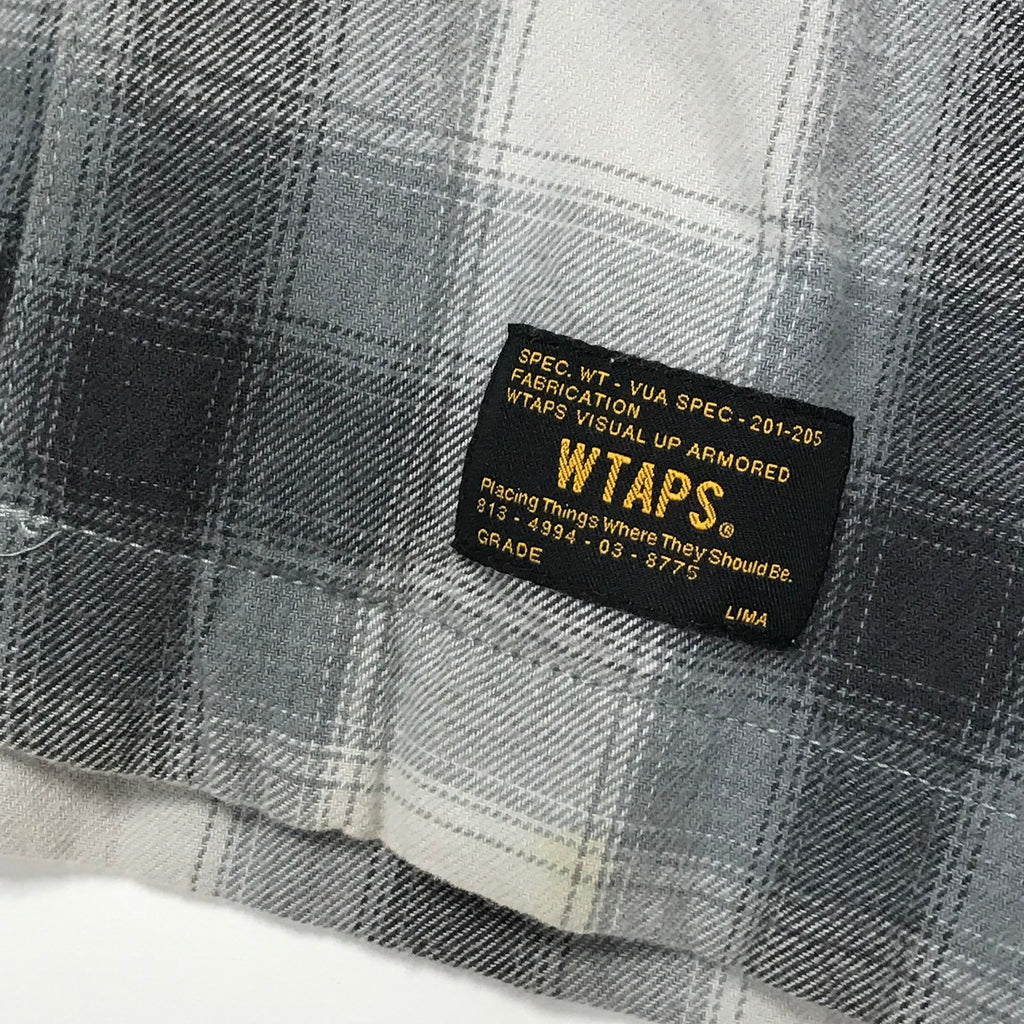 SPEC. WT - VUA SPEC - 201-205
FABRICATION
WTAPS VISUAL UP ARMORED
WTAPS®
Placing Things Where They Should Be.
813 - 4994 - 03 - 8775
GRADE
LIMA